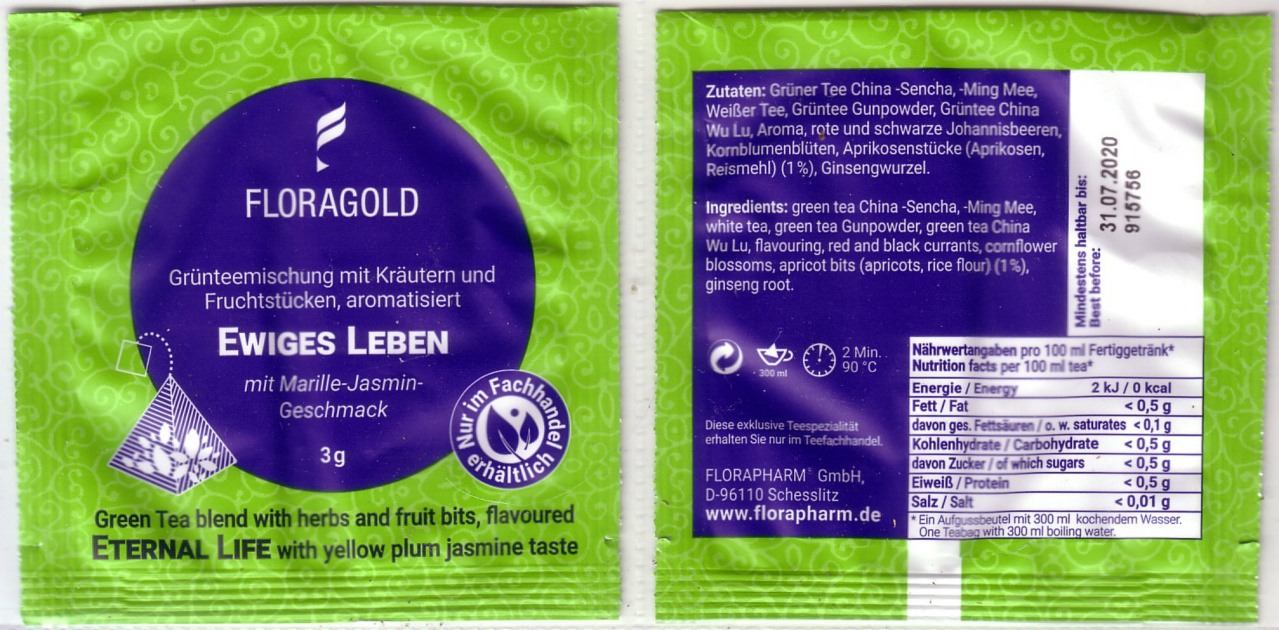 FLORAGOLD
Grünteemischung mit Kräutern und
Fruchtstücken, aromatisiert
EWIGES LEBEN
mit Marille-Jasmin-
Geschmack
3 g
Nur im Fachhandel
erhältlich
Green Tea blend with herbs and fruit bits, flavoured
ETERNAL LIFE with yellow plum jasmine taste
Zutaten: Grüner Tee China -Sencha, -Ming Mee,
Weißer Tee, Grüntee Gunpowder, Grüntee China
Wu Lu, Aroma, rote und schwarze Johannisbeeren,
Kornblumenblüten, Aprikosenstücke (Aprikosen,
Reismehl) (1%), Ginsengwurzel.
Ingredients: green tea China -Sencha, -Ming Mee,
white tea, green tea Gunpowder, green tea China
Wu Lu, flavouring, red and black currants, cornflower
blossoms, apricot bits (apricots, rice flour) (1%),
ginseng root.
Mindestens haltbar bis:
Best before:
31.07.2020
915756
300 ml
2 Min.
90 °C
Diese exklusive Teespezialität
erhalten Sie nur im Teefachhandel.
FLORAPHARM® GmbH,
D-96110 Schesslitz
www.florapharm.de
Nährwertangaben pro 100 ml Fertiggetränk*
Nutrition facts per 100 ml tea*
Energie / Energy 2 kJ / 0 kcal
Fett / Fat < 0,5 g
davon ges. Fettsäuren / o. w. saturates < 0,1 g
Kohlenhydrate / Carbohydrate < 0,5 g
davon Zucker / of which sugars < 0,5 g
Eiweiß / Protein < 0,5 g
Salz / Salt < 0,01 g
* Ein Aufgussbeutel mit 300 ml kochendem Wasser.
One Teabag with 300 ml boiling water.